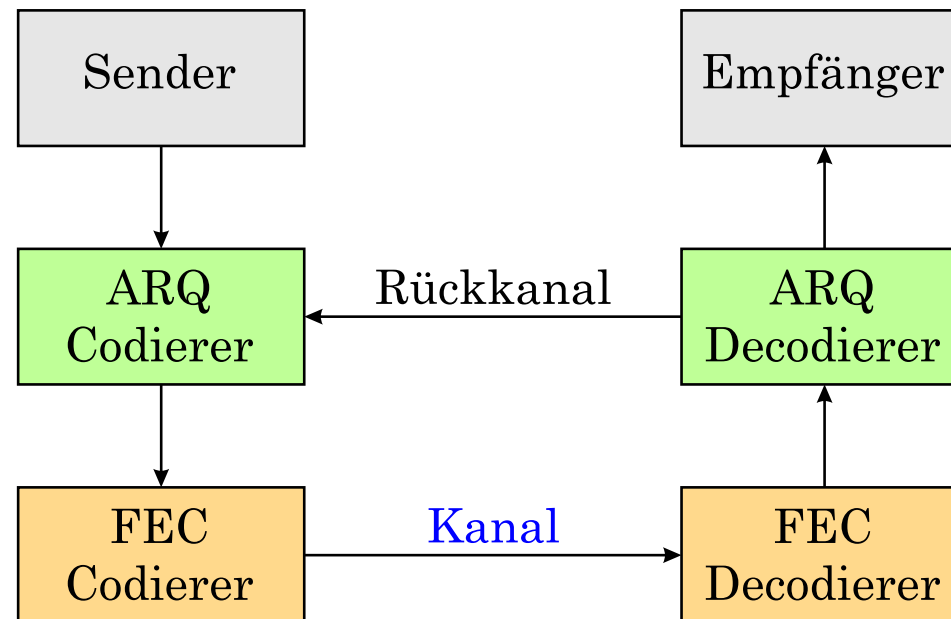 Sender
Empfänger
ARQ
Codierer
Rückkanal
ARQ
Decodierer
FEC
Codierer
Kanal
FEC
Decodierer